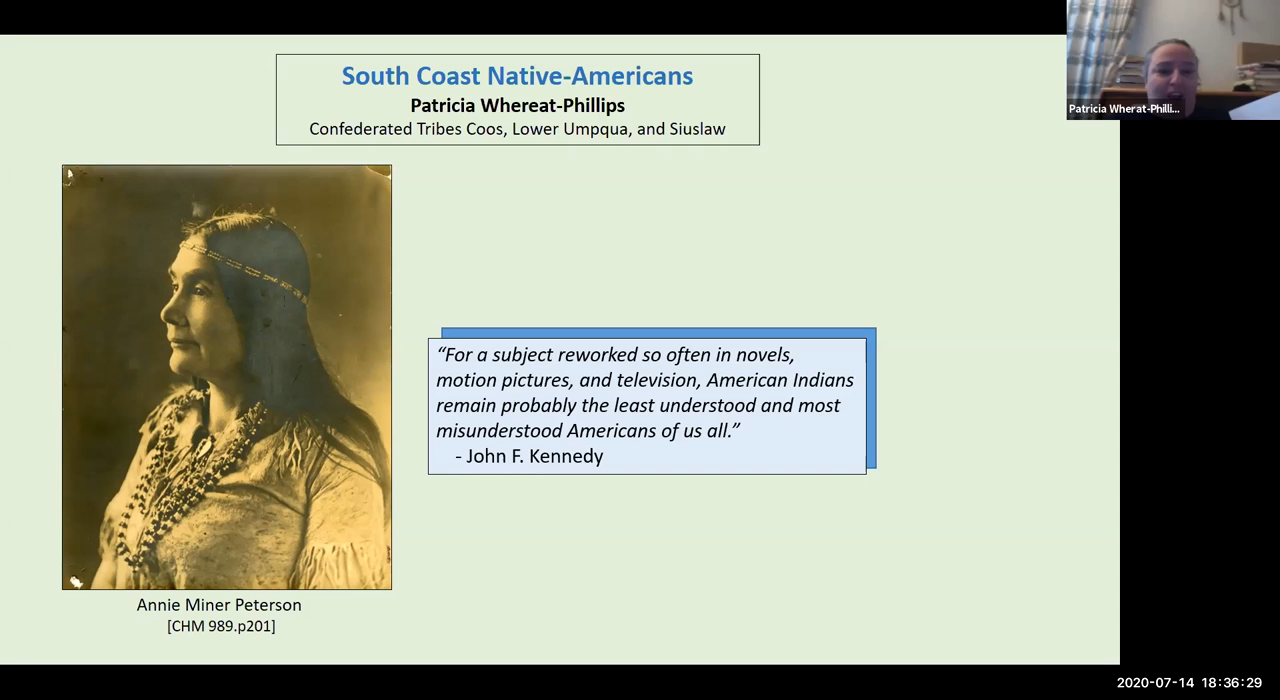 South Coast Native-Americans
Patricia Whereat-Phillips
Confederated Tribes Coos, Lower Umpqua, and Siuslaw
Patricia Wherat-Philli...
“For a subject reworked so often in novels,
motion pictures, and television, American Indians
remain probably the least understood and most
misunderstood Americans of us all.”
- John F. Kennedy
Annie Miner Peterson
[CHM 989.p201]
2020-07-14 18:36:29